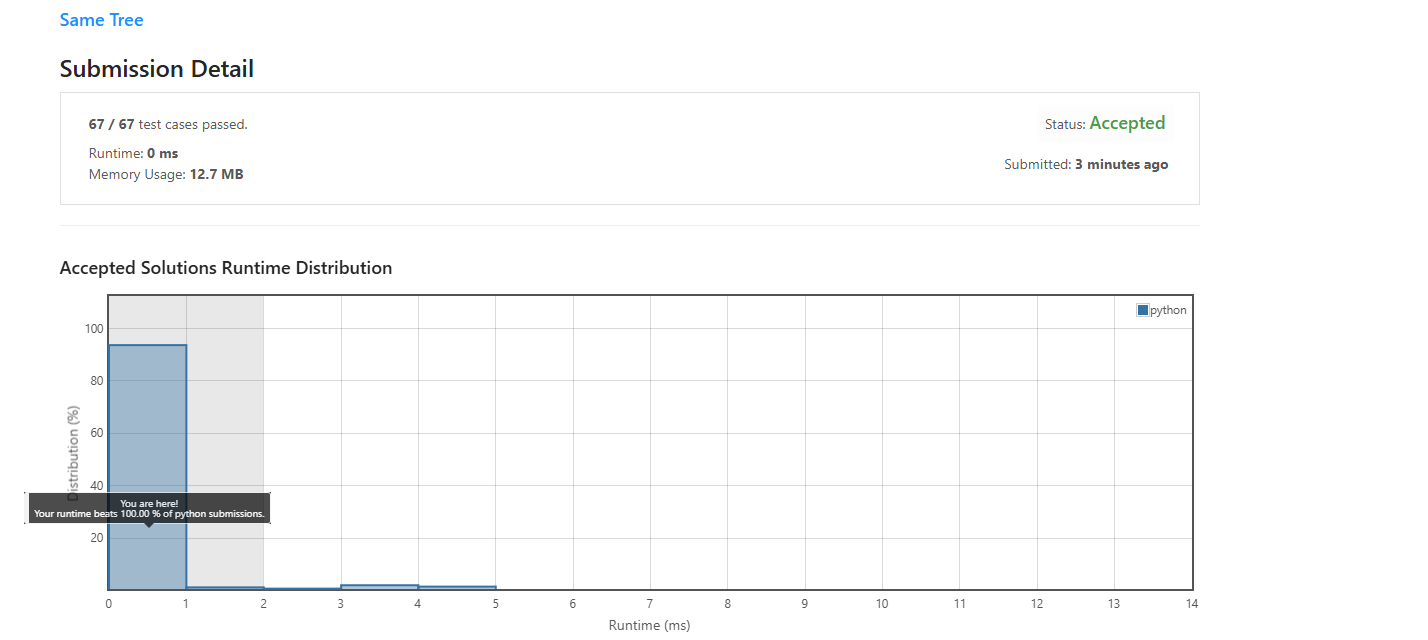 Same Tree
Submission Detail
67 / 67 test cases passed.
Status: Accepted
Runtime: 0 ms
Memory Usage: 12.7 MB
Submitted: 3 minutes ago
Accepted Solutions Runtime Distribution
python
100
80
60
40
20
Distribution (%)
You are here!
Your runtime beats 100.00 % of python submissions.
0 1 2 3 4 5 6 7 8 9 10 11 12 13 14
Runtime (ms)